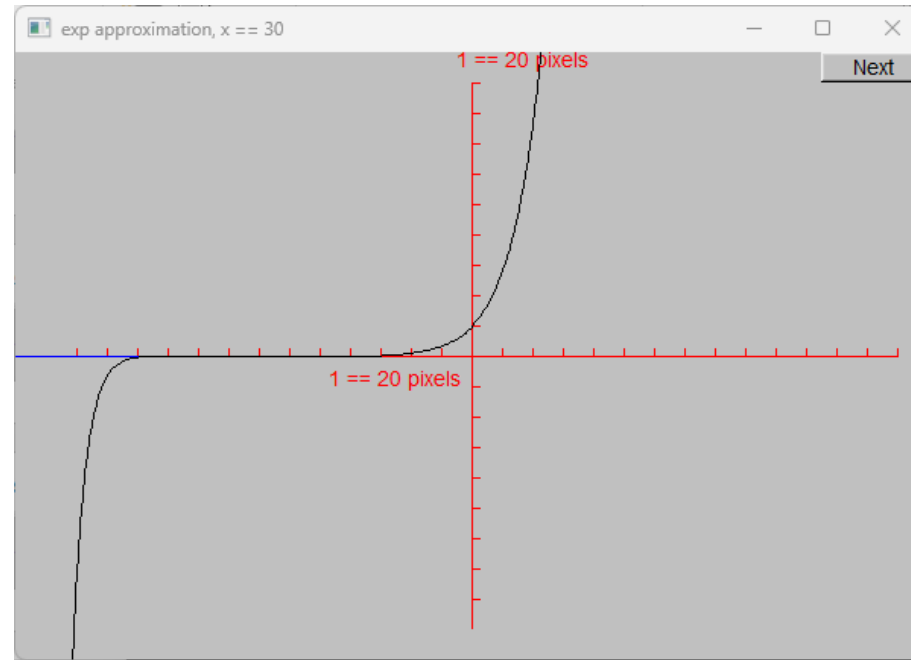 exp approximation, x == 30
1 == 20 pixels
Next
1 == 20 pixels